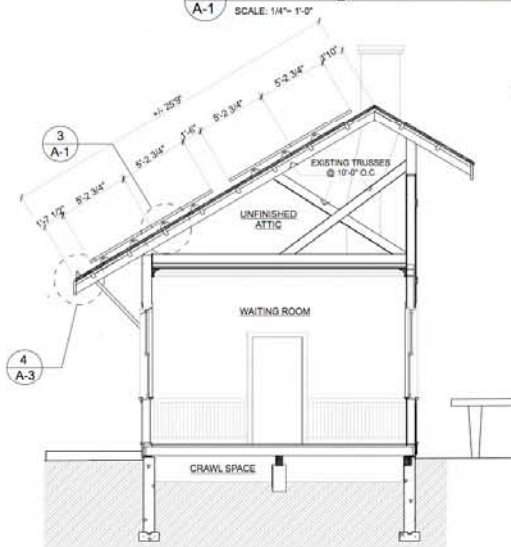 A-1
SCALE: 1/4"= 1'-0"
1'10"
5'-2 3/4"
5'-2 3/4"
+/- 25'9"
1'-6"
5'-2 3/4"
5'-2 3/4"
1'-7 1/2"
3
A-1
EXISTING TRUSSES
@ 10'-0" O.C
UNFINISHED
ATTIC
WAITING ROOM
4
A-3
CRAWL SPACE